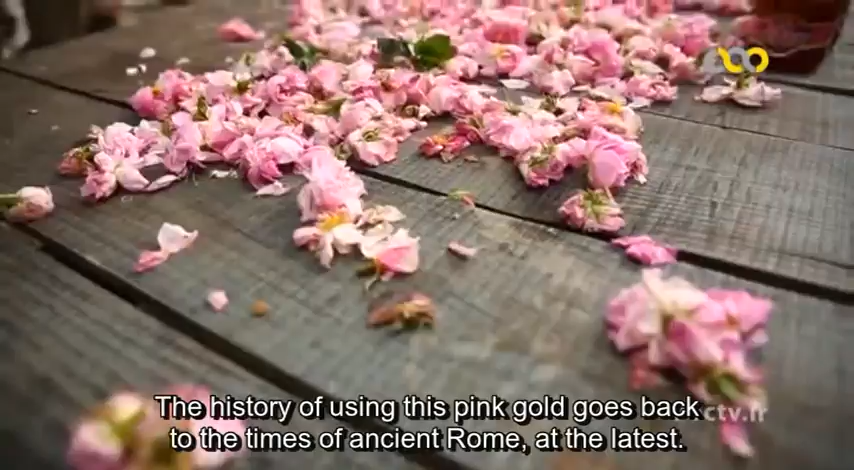 The history of using this pink gold goes back
to the times of ancient Rome, at the latest.